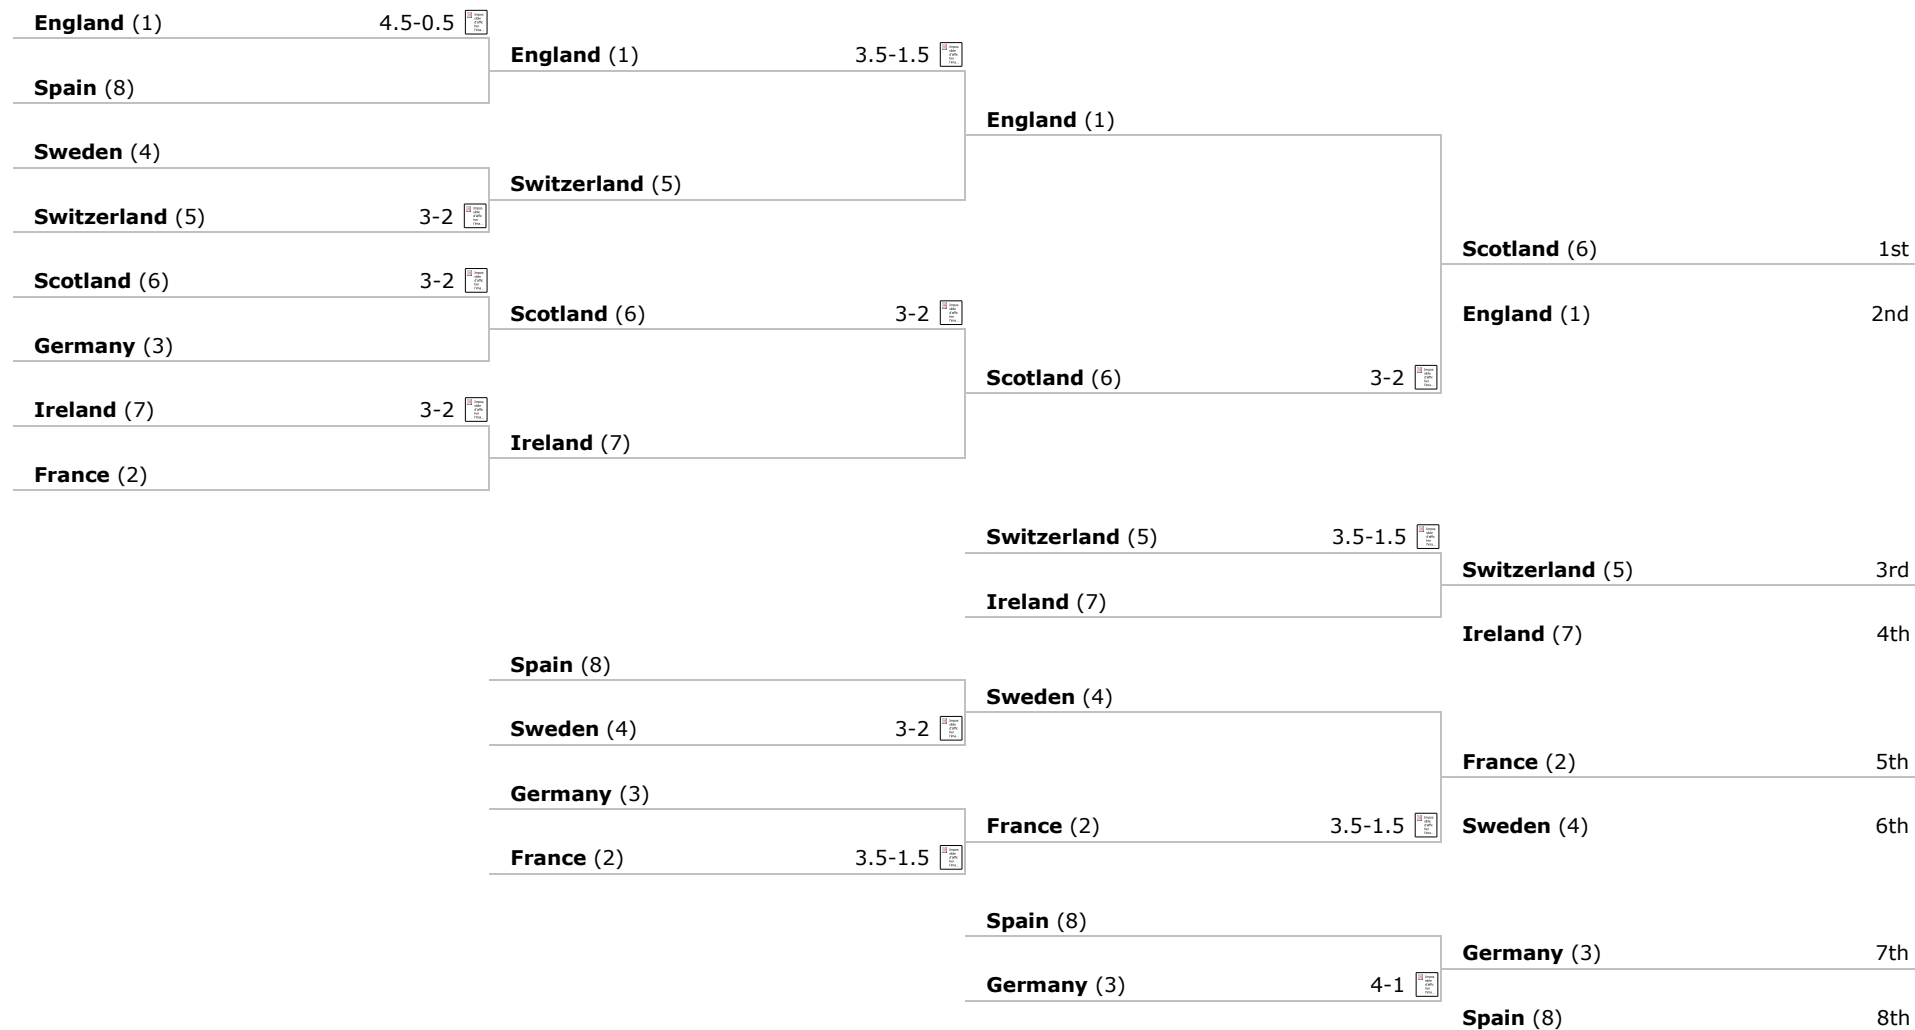 England (1) 4.5-0.5
England (1) 3.5-1.5
Spain (8)
England (1)
Sweden (4)
Switzerland (5)
Switzerland (5) 3-2
Scotland (6) 1st
Scotland (6) 3-2
Scotland (6) 3-2
England (1) 2nd
Germany (3)
Scotland (6) 3-2
Ireland (7) 3-2
Ireland (7)
France (2)
Switzerland (5) 3.5-1.5
Switzerland (5) 3rd
Ireland (7)
Ireland (7) 4th
Spain (8)
Sweden (4)
Sweden (4) 3-2
France (2) 5th
Germany (3)
France (2) 3.5-1.5
Sweden (4) 6th
France (2) 3.5-1.5
Spain (8)
Germany (3) 7th
Germany (3) 4-1
Spain (8) 8th